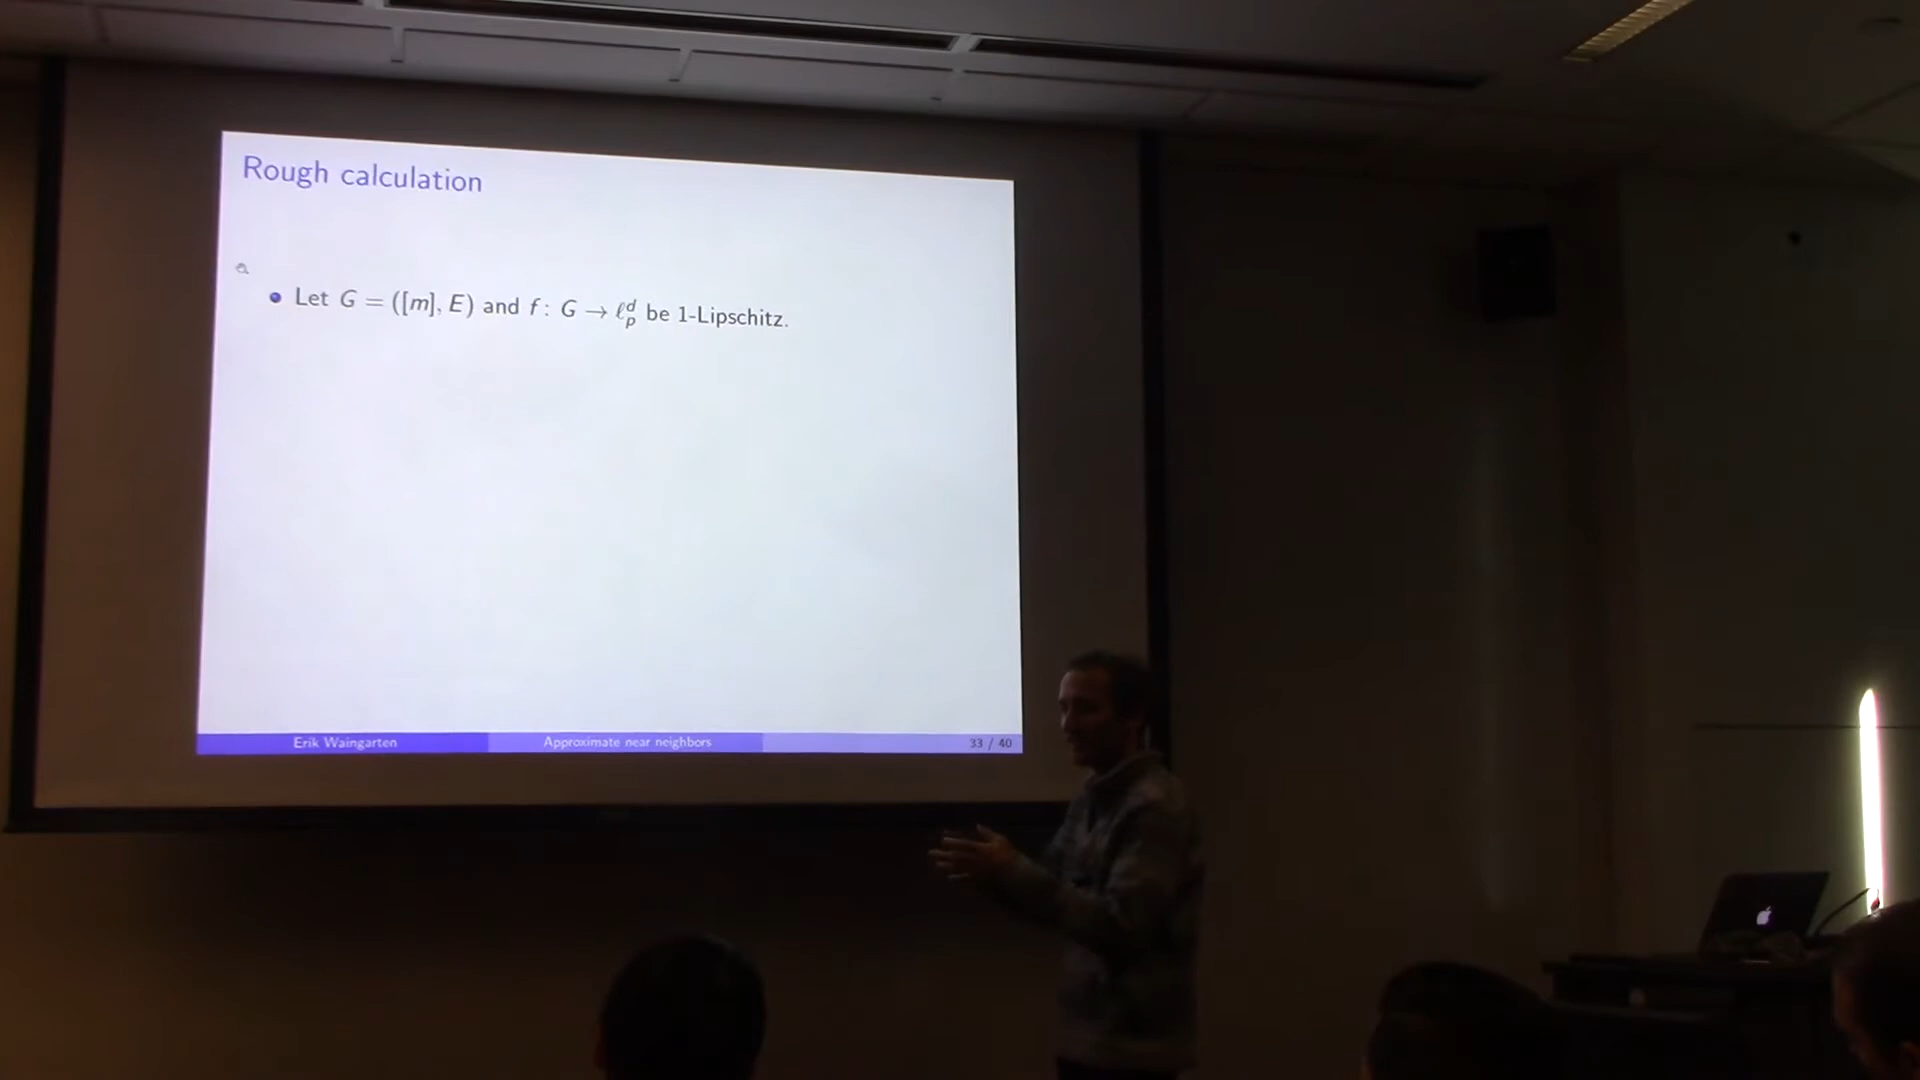 Rough calculation
Let G = ([m], E) and f : G → ℓ_p^d be 1-Lipschitz.
Erik Waingarten Approximate near neighbors 33 / 40